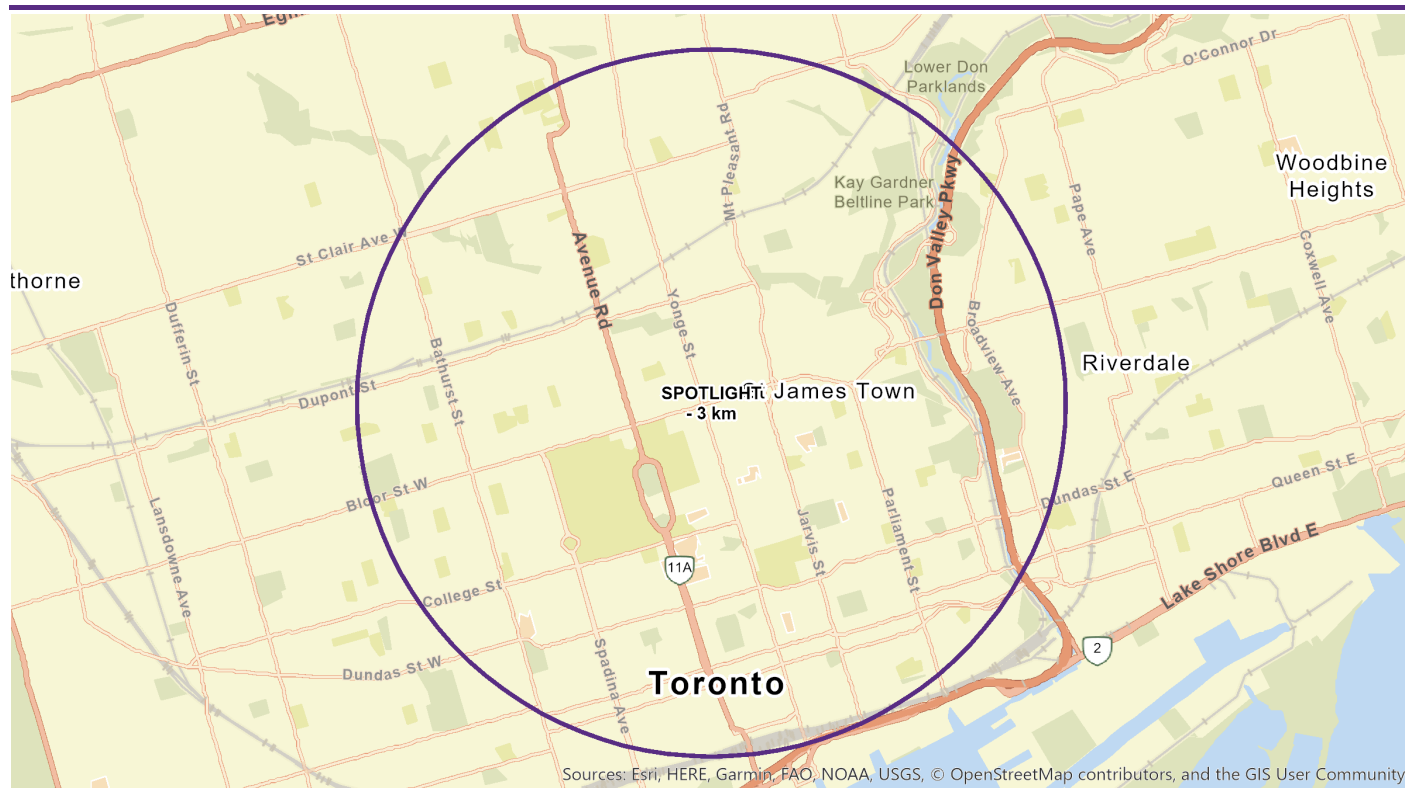 Egli
O'Connor Dr
Lower Don
Parklands
Mt Pleasant Rd
Woodbine
Heights
Kay Gardner
Beltline Park
Don Valley Pkwy
Pape Ave
St Clair Ave W
Avenue Rd
Coxwell Ave
thorne
Dufferin St
Yonge St
Broadview Ave
Bathurst St
Riverdale
Dupont St
SPOTLIGHT
- 3 km
St James Town
Bloor St W
Lansdowne Ave
Jarvis St
Parliament St
Dundas St E
Queen St E
11A
Lake Shore Blvd E
College St
Spadina Ave
2
Dundas St W
Toronto
Sources: Esri, HERE, Garmin, FAO, NOAA, USGS, © OpenStreetMap contributors, and the GIS User Community